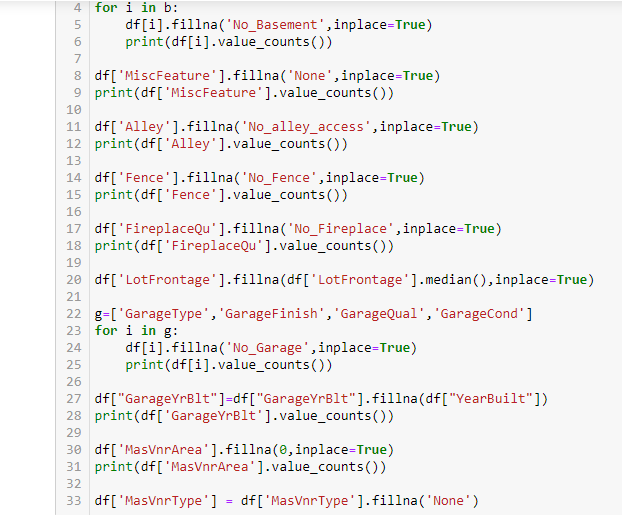 4 for i in b:
5     df[i].fillna('No_Basement',inplace=True)
6     print(df[i].value_counts())
7
8 df['MiscFeature'].fillna('None',inplace=True)
9 print(df['MiscFeature'].value_counts())
10
11 df['Alley'].fillna('No_alley_access',inplace=True)
12 print(df['Alley'].value_counts())
13
14 df['Fence'].fillna('No_Fence',inplace=True)
15 print(df['Fence'].value_counts())
16
17 df['FireplaceQu'].fillna('No_Fireplace',inplace=True)
18 print(df['FireplaceQu'].value_counts())
19
20 df['LotFrontage'].fillna(df['LotFrontage'].median(),inplace=True)
21
22 g=['GarageType','GarageFinish','GarageQual','GarageCond']
23 for i in g:
24     df[i].fillna('No_Garage',inplace=True)
25     print(df[i].value_counts())
26
27 df["GarageYrBlt"]=df["GarageYrBlt"].fillna(df["YearBuilt"])
28 print(df['GarageYrBlt'].value_counts())
29
30 df['MasVnrArea'].fillna(0,inplace=True)
31 print(df['MasVnrArea'].value_counts())
32
33 df['MasVnrType'] = df['MasVnrType'].fillna('None')